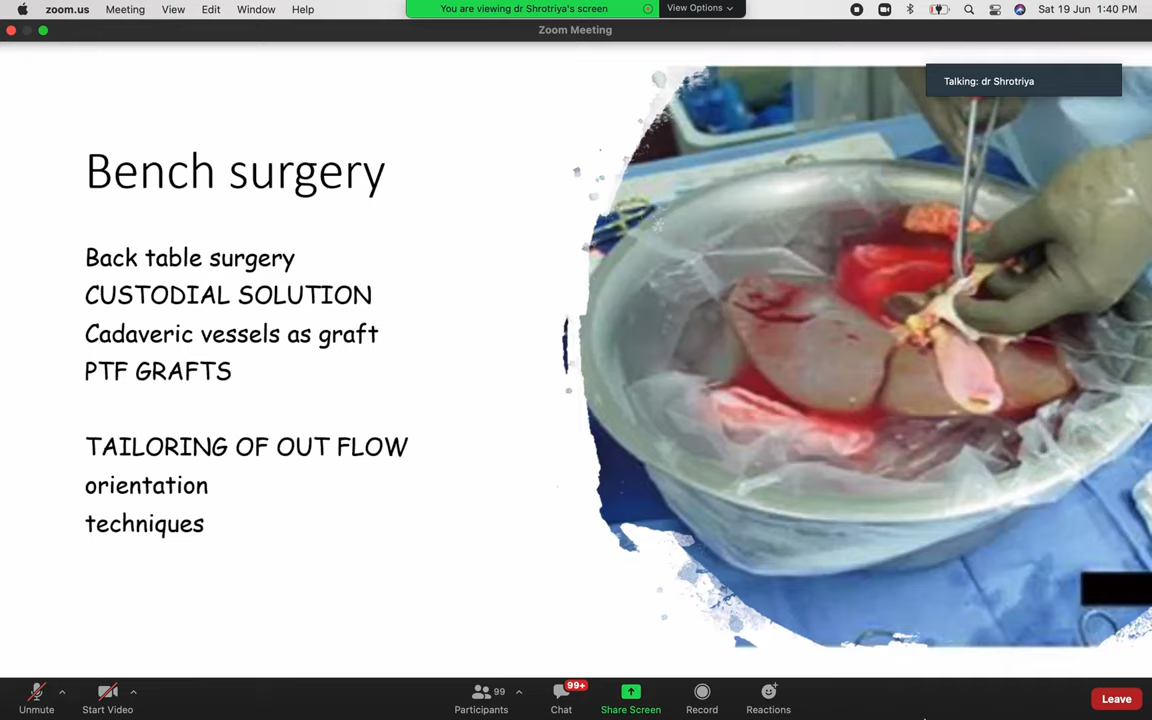 zoom.us Meeting View Edit Window Help
You are viewing dr Shrotriya's screen
View Options
Sat 19 Jun 1:40 PM
Zoom Meeting
Talking: dr Shrotriya
Bench surgery
Back table surgery
CUSTODIAL SOLUTION
Cadaveric vessels as graft
PTF GRAFTS
TAILORING OF OUT FLOW
orientation
techniques
Unmute
Start Video
99
Participants
99+
Chat
Share Screen
Record
Reactions
Leave